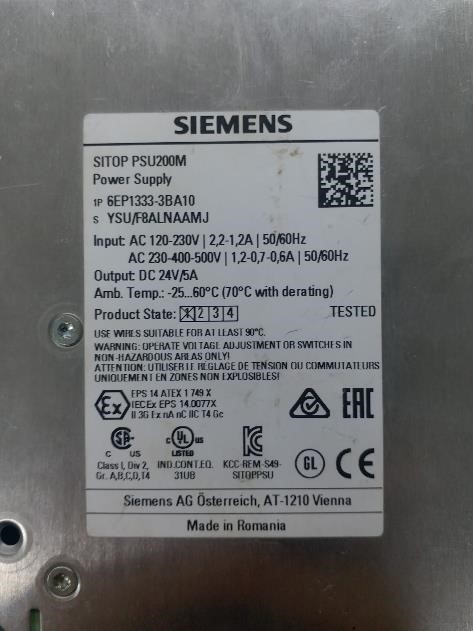 SIEMENS
SITOP PSU200M
Power Supply
1P 6EP1333-3BA10
S YSU/F8ALNAAMJ
Input: AC 120-230V | 2,2-1,2A | 50/60Hz
AC 230-400-500V | 1,2-0,7-0,6A | 50/60Hz
Output: DC 24V/5A
Amb. Temp.: -25...60°C (70°C with derating)
Product State: 1 2 3 4 TESTED
USE WIRES SUITABLE FOR AT LEAST 90°C.
WARNING: OPERATE VOLTAGE ADJUSTMENT OR SWITCHES IN
NON-HAZARDOUS AREAS ONLY!
ATTENTION: UTILISER LE REGLAGE DE TENSION OU COMMUTATEURS
UNIQUEMENT EN ZONES NON EXPLOSIBLES!
Ex EPS 14 ATEX 1 749 X
IECEx EPS 14.0077X
II 3G Ex nA nC IIC T4 Gc
EAC
C US
c UL us
LISTED
Class I, Div 2,
Gr. A,B,C,D,T4
IND.CONT.EQ.
31UB
KCC-REM-S49-
SITOPPSU
GL
CE
Siemens AG Österreich, AT-1210 Vienna
Made in Romania